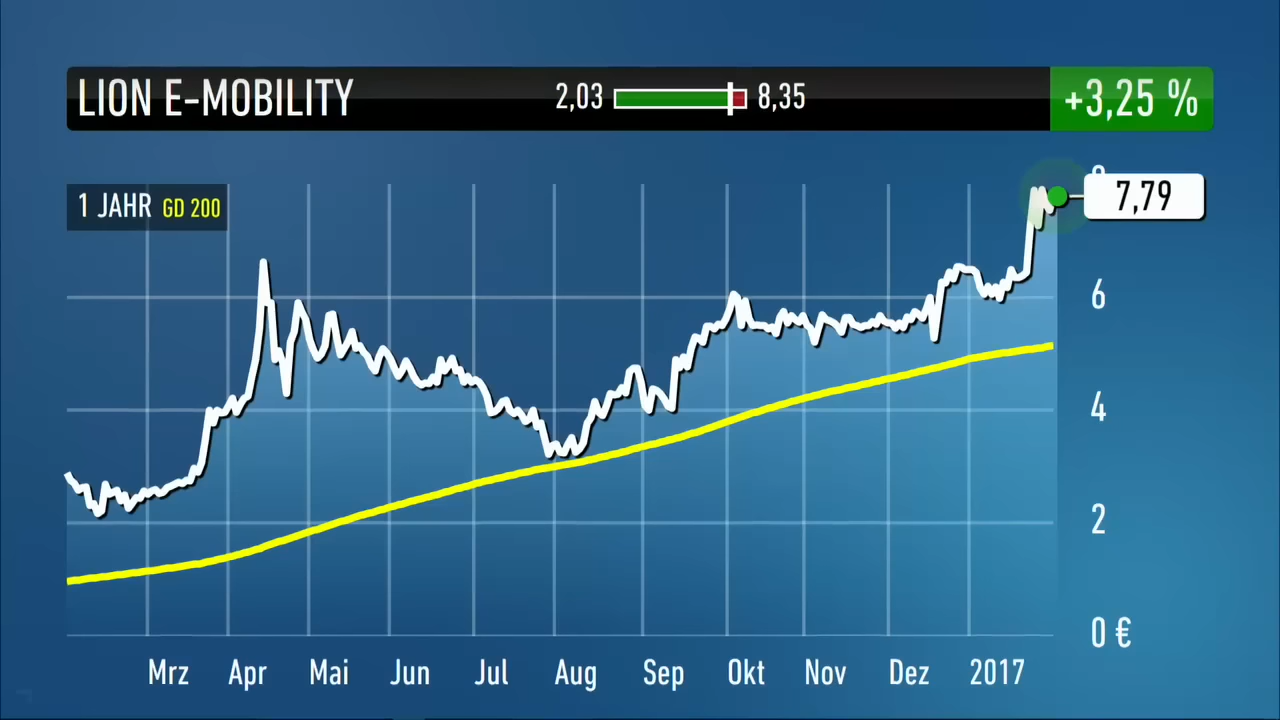 LION E-MOBILITY 2,03 8,35 +3,25 %
1 JAHR GD 200
7,79
6
4
2
0 €
Mrz Apr Mai Jun Jul Aug Sep Okt Nov Dez 2017